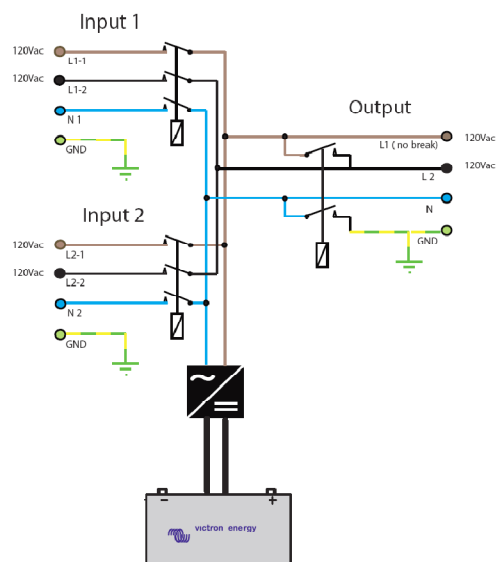 Input 1
120Vac
L1-1
120Vac
L1-2
N 1
GND
Output
L1 ( no break)
120Vac
120Vac
L 2
N
GND
Input 2
120Vac
L2-1
120Vac
L2-2
N 2
GND
− +
victron energy